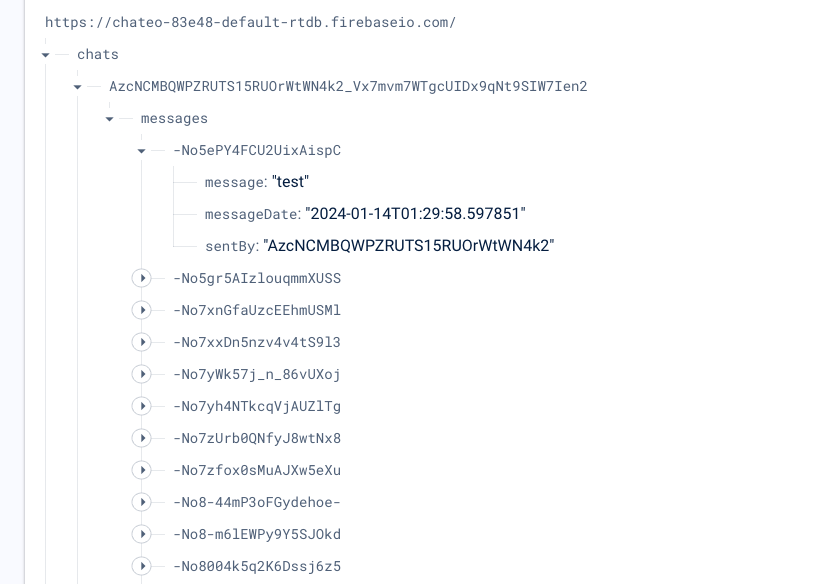 https://chateo-83e48-default-rtdb.firebaseio.com/
chats
AzcNCMBQWPZRUTS15RUOrWtWN4k2_Vx7mvm7WTgcUIDx9qNt9SIW7Ien2
messages
-No5ePY4FCU2UixAispC
message: "test"
messageDate: "2024-01-14T01:29:58.597851"
sentBy: "AzcNCMBQWPZRUTS15RUOrWtWN4k2"
-No5gr5AIzlouqmmXUSS
-No7xnGfaUzcEEhmUSMl
-No7xxDn5nzv4v4tS9l3
-No7yWk57j_n_86vUXoj
-No7yh4NTkcqVjAUZlTg
-No7zUrb0QNfyJ8wtNx8
-No7zfox0sMuAJXw5eXu
-No8-44mP3oFGydehoe-
-No8-m6lEWPy9Y5SJOkd
-No8004k5q2K6Dssj6z5